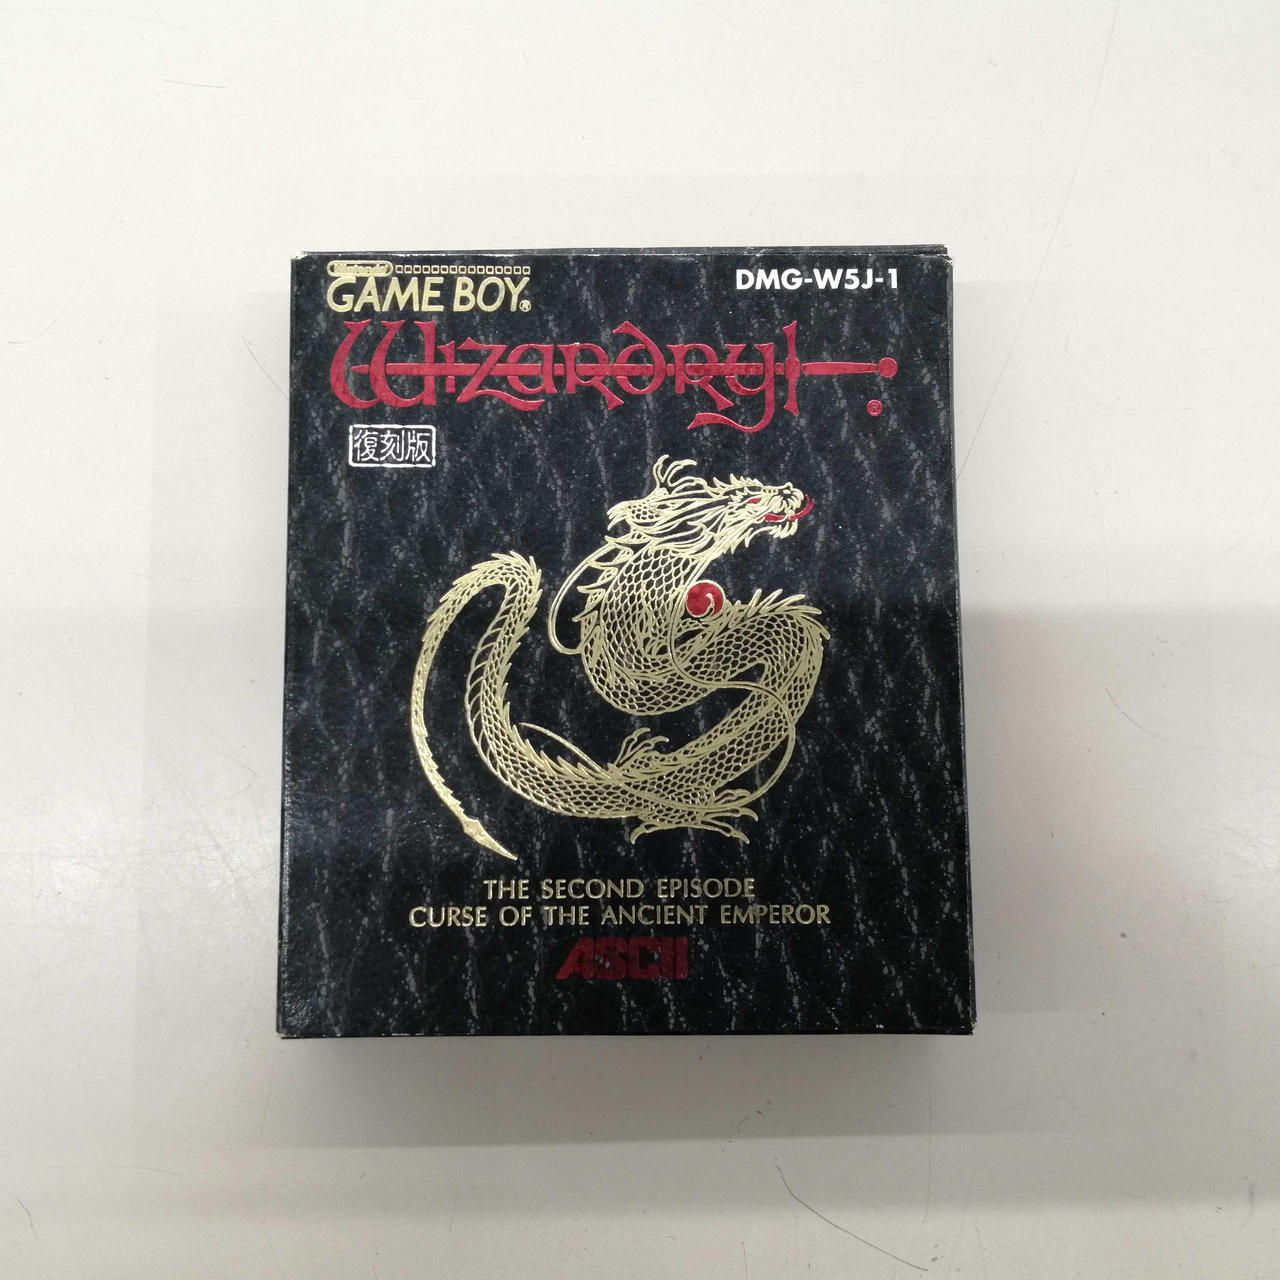 Nintendo
GAME BOY®
DMG-W5J-1
Wizardry®
復刻版
THE SECOND EPISODE
CURSE OF THE ANCIENT EMPEROR
ASCII